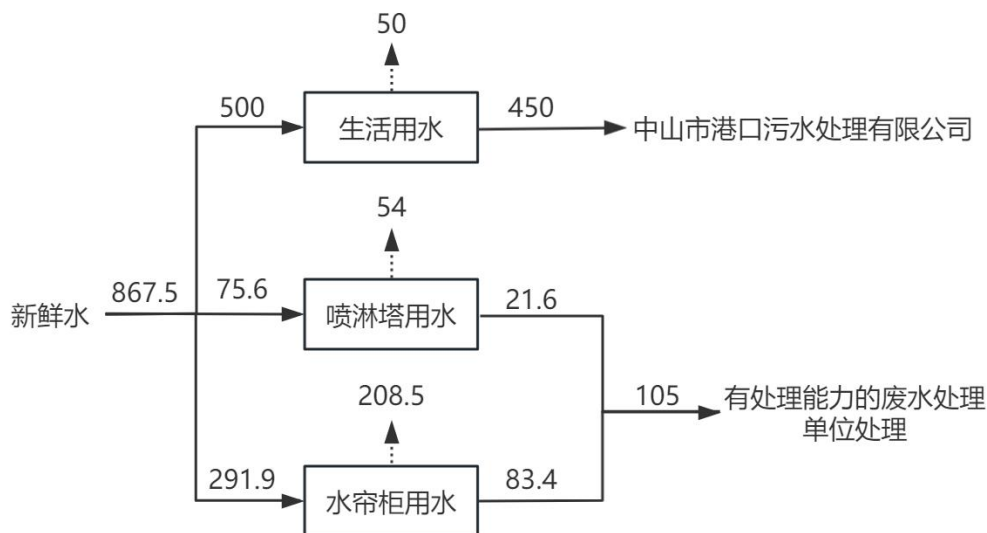 50
500
生活用水
450
中山市港口污水处理有限公司
54
新鲜水
867.5
75.6
喷淋塔用水
21.6
208.5
105
有处理能力的废水处理
单位处理
291.9
水帘柜用水
83.4